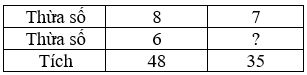 Thừa số 8 7
Thừa số 6 ?
Tích 48 35